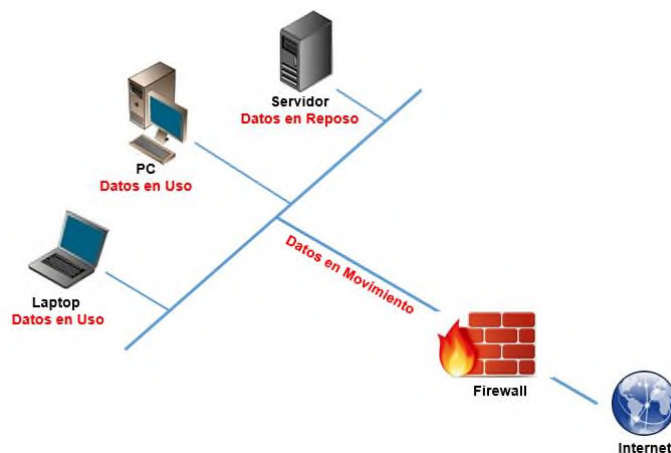 Servidor
Datos en Reposo
PC
Datos en Uso
Laptop
Datos en Uso
Datos en Movimiento
Firewall
Internet